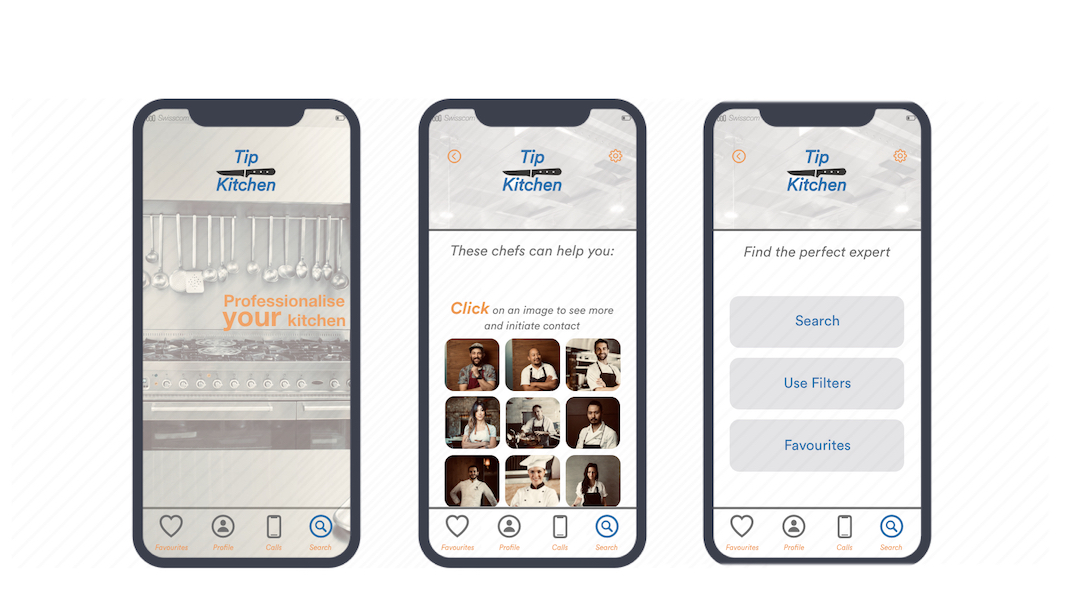 Swisscom
Tip
Kitchen
Professionalise
your kitchen
Favourites
Profile
Calls
Search
Swisscom
Tip
Kitchen
These chefs can help you:
Click on an image to see more
and initiate contact
Favourites
Profile
Calls
Search
Swisscom
Tip
Kitchen
Find the perfect expert
Search
Use Filters
Favourites
Favourites
Profile
Calls
Search